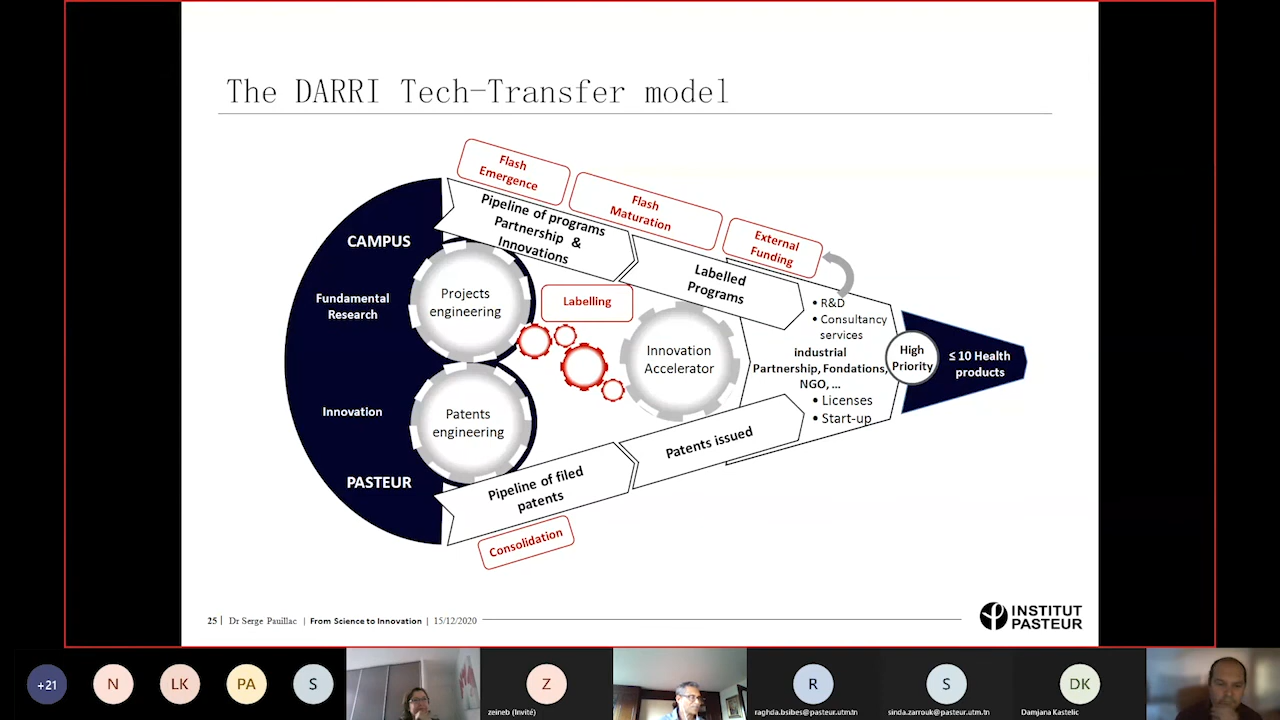 The DARRI Tech-Transfer model
Flash
Emergence
Flash
Maturation
External
Funding
Pipeline of programs
Partnership &
Innovations
Labelled
Programs
CAMPUS
Fundamental
Research
Innovation
PASTEUR
Projects
engineering
Patents
engineering
Labelling
Innovation
Accelerator
• R&D
• Consultancy
services
industrial
Partnership, Fondations,
NGO, ...
• Licenses
• Start-up
High
Priority
≤ 10 Health
products
Patents issued
Pipeline of filed
patents
Consolidation
25 | Dr Serge Pauillac | From Science to Innovation | 15/12/2020
INSTITUT
PASTEUR
+21
N
LK
PA
S
Z
zeineb (Invité)
R
raghda.bsibes@pasteur.utm.tn
S
sinda.zarrouk@pasteur.utm.tn
DK
Damjana Kastelic